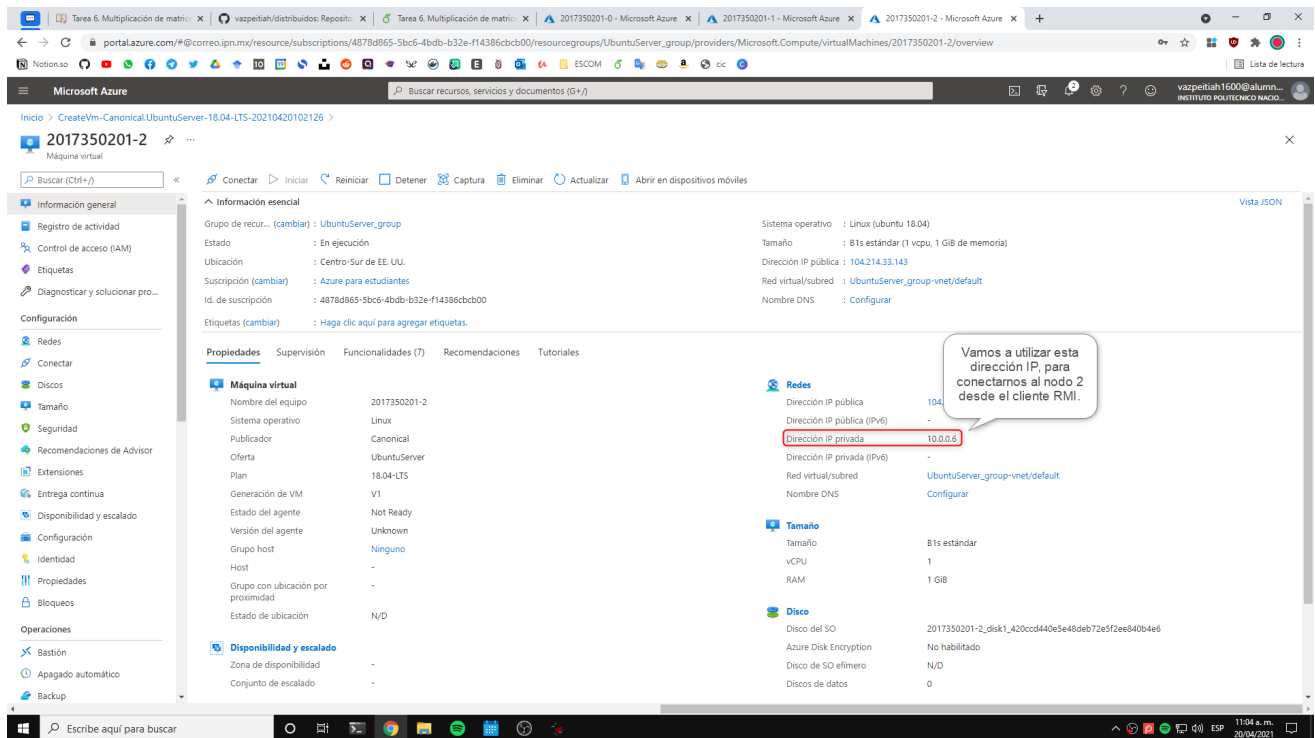 Tarea 6. Multiplicación de matric
vazpeitiah/distribuidos: Reposito
Tarea 6. Multiplicación de matric
2017350201-0 - Microsoft Azure
2017350201-1 - Microsoft Azure
2017350201-2 - Microsoft Azure
portal.azure.com/#@correo.ipn.mx/resource/subscriptions/4878d865-5bc6-4bdb-b32e-f14386cbcb00/resourcegroups/UbuntuServer_group/providers/Microsoft.Compute/virtualMachines/2017350201-2/overview
Notion.so
ESCOM
cic
Lista de lectura
Microsoft Azure
Buscar recursos, servicios y documentos (G+/)
2
vazpeitiah1600@alumn...
INSTITUTO POLITECNICO NACIO...
Inicio > CreateVm-Canonical.UbuntuServer-18.04-LTS-20210420102126 >
2017350201-2
Máquina virtual
Buscar (Ctrl+/)
Conectar Iniciar Reiniciar Detener Captura Eliminar Actualizar Abrir en dispositivos móviles
Información general
Registro de actividad
Control de acceso (IAM)
Etiquetas
Diagnosticar y solucionar pro...
Configuración
Redes
Conectar
Discos
Tamaño
Seguridad
Recomendaciones de Advisor
Extensiones
Entrega continua
Disponibilidad y escalado
Configuración
Identidad
Propiedades
Bloqueos
Operaciones
Bastión
Apagado automático
Backup
Información esencial
Vista JSON
Grupo de recur... (cambiar) : UbuntuServer_group
Estado : En ejecución
Ubicación : Centro-Sur de EE. UU.
Suscripción (cambiar) : Azure para estudiantes
Id. de suscripción : 4878d865-5bc6-4bdb-b32e-f14386cbcb00
Etiquetas (cambiar) : Haga clic aquí para agregar etiquetas.
Sistema operativo : Linux (ubuntu 18.04)
Tamaño : B1s estándar (1 vcpu, 1 GiB de memoria)
Dirección IP pública : 104.214.33.143
Red virtual/subred : UbuntuServer_group-vnet/default
Nombre DNS : Configurar
Propiedades Supervisión Funcionalidades (7) Recomendaciones Tutoriales
Máquina virtual
Nombre del equipo 2017350201-2
Sistema operativo Linux
Publicador Canonical
Oferta UbuntuServer
Plan 18.04-LTS
Generación de VM V1
Estado del agente Not Ready
Versión del agente Unknown
Grupo host Ninguno
Host -
Grupo con ubicación por
proximidad -
Estado de ubicación N/D
Disponibilidad y escalado
Zona de disponibilidad -
Conjunto de escalado -
Vamos a utilizar esta
dirección IP, para
conectarnos al nodo 2
desde el cliente RMI.
Redes
Dirección IP pública 104.
Dirección IP pública (IPv6) -
Dirección IP privada 10.0.0.6
Dirección IP privada (IPv6) -
Red virtual/subred UbuntuServer_group-vnet/default
Nombre DNS Configurar
Tamaño
Tamaño B1s estándar
vCPU 1
RAM 1 GiB
Disco
Disco del SO 2017350201-2_disk1_420ccd440e5e48deb72e5f2ee840b4e6
Azure Disk Encryption No habilitado
Disco de SO efímero N/D
Discos de datos 0
Escribe aquí para buscar
ESP
11:04 a. m.
20/04/2021